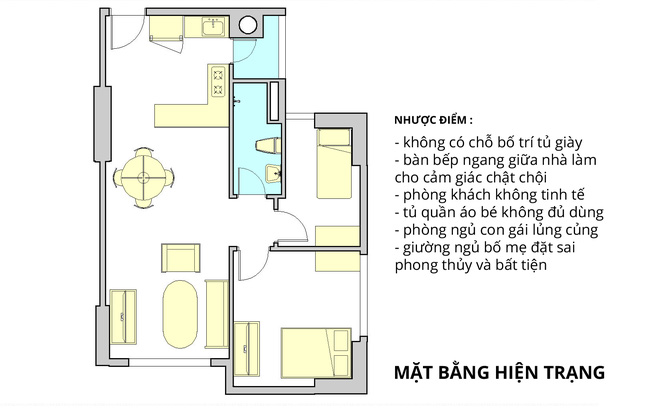 NHƯỢC ĐIỂM :
- không có chỗ bố trí tủ giày
- bàn bếp ngang giữa nhà làm
cho cảm giác chật chội
- phòng khách không tinh tế
- tủ quần áo bé không đủ dùng
- phòng ngủ con gái lủng củng
- giường ngủ bố mẹ đặt sai
phong thủy và bất tiện
MẶT BẰNG HIỆN TRẠNG